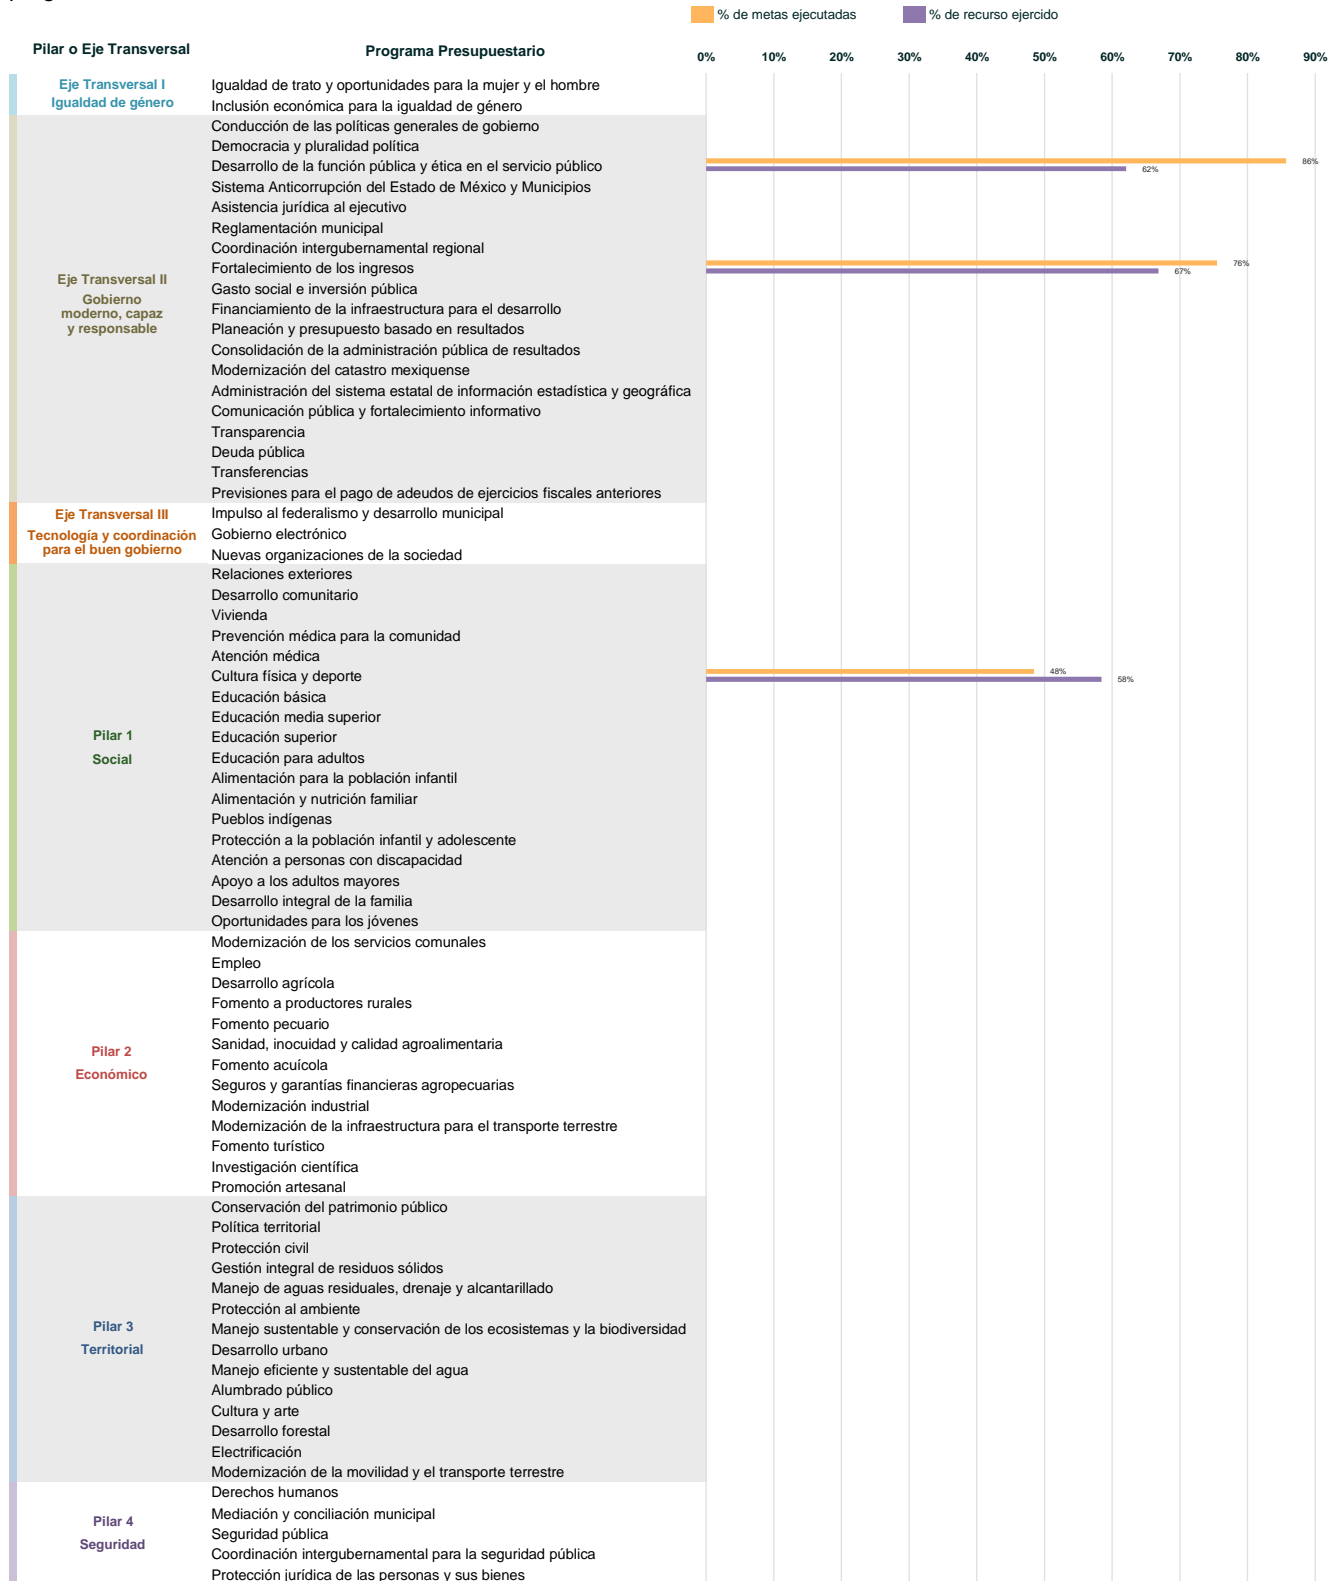 % de metas ejecutadas % de recurso ejercido
Pilar o Eje Transversal Programa Presupuestario 0% 10% 20% 30% 40% 50% 60% 70% 80% 90%
Eje Transversal I
Igualdad de género
Igualdad de trato y oportunidades para la mujer y el hombre
Inclusión económica para la igualdad de género
Eje Transversal II
Gobierno
moderno, capaz
y responsable
Conducción de las políticas generales de gobierno
Democracia y pluralidad política
Desarrollo de la función pública y ética en el servicio público 86% 62%
Sistema Anticorrupción del Estado de México y Municipios
Asistencia jurídica al ejecutivo
Reglamentación municipal
Coordinación intergubernamental regional
Fortalecimiento de los ingresos 76% 67%
Gasto social e inversión pública
Financiamiento de la infraestructura para el desarrollo
Planeación y presupuesto basado en resultados
Consolidación de la administración pública de resultados
Modernización del catastro mexiquense
Administración del sistema estatal de información estadística y geográfica
Comunicación pública y fortalecimiento informativo
Transparencia
Deuda pública
Transferencias
Previsiones para el pago de adeudos de ejercicios fiscales anteriores
Eje Transversal III
Tecnología y coordinación
para el buen gobierno
Impulso al federalismo y desarrollo municipal
Gobierno electrónico
Nuevas organizaciones de la sociedad
Pilar 1
Social
Relaciones exteriores
Desarrollo comunitario
Vivienda
Prevención médica para la comunidad
Atención médica
Cultura física y deporte 48% 58%
Educación básica
Educación media superior
Educación superior
Educación para adultos
Alimentación para la población infantil
Alimentación y nutrición familiar
Pueblos indígenas
Protección a la población infantil y adolescente
Atención a personas con discapacidad
Apoyo a los adultos mayores
Desarrollo integral de la familia
Oportunidades para los jóvenes
Pilar 2
Económico
Modernización de los servicios comunales
Empleo
Desarrollo agrícola
Fomento a productores rurales
Fomento pecuario
Sanidad, inocuidad y calidad agroalimentaria
Fomento acuícola
Seguros y garantías financieras agropecuarias
Modernización industrial
Modernización de la infraestructura para el transporte terrestre
Fomento turístico
Investigación científica
Promoción artesanal
Pilar 3
Territorial
Conservación del patrimonio público
Política territorial
Protección civil
Gestión integral de residuos sólidos
Manejo de aguas residuales, drenaje y alcantarillado
Protección al ambiente
Manejo sustentable y conservación de los ecosistemas y la biodiversidad
Desarrollo urbano
Manejo eficiente y sustentable del agua
Alumbrado público
Cultura y arte
Desarrollo forestal
Electrificación
Modernización de la movilidad y el transporte terrestre
Pilar 4
Seguridad
Derechos humanos
Mediación y conciliación municipal
Seguridad pública
Coordinación intergubernamental para la seguridad pública
Protección jurídica de las personas y sus bienes